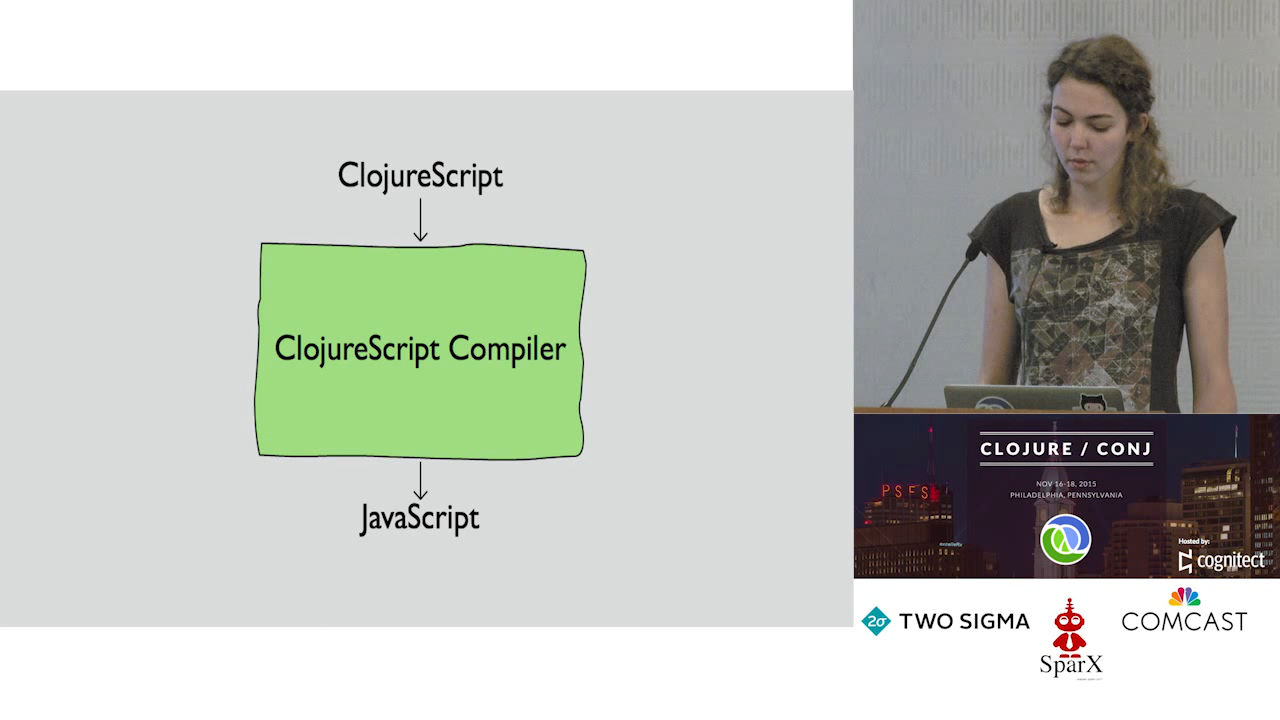 ClojureScript
ClojureScript Compiler
JavaScript
CLOJURE / CONJ
NOV 16-18, 2015
PHILADELPHIA, PENNSYLVANIA
PSFS
Hosted by:
cognitect
2σ TWO SIGMA
SparX
COMCAST